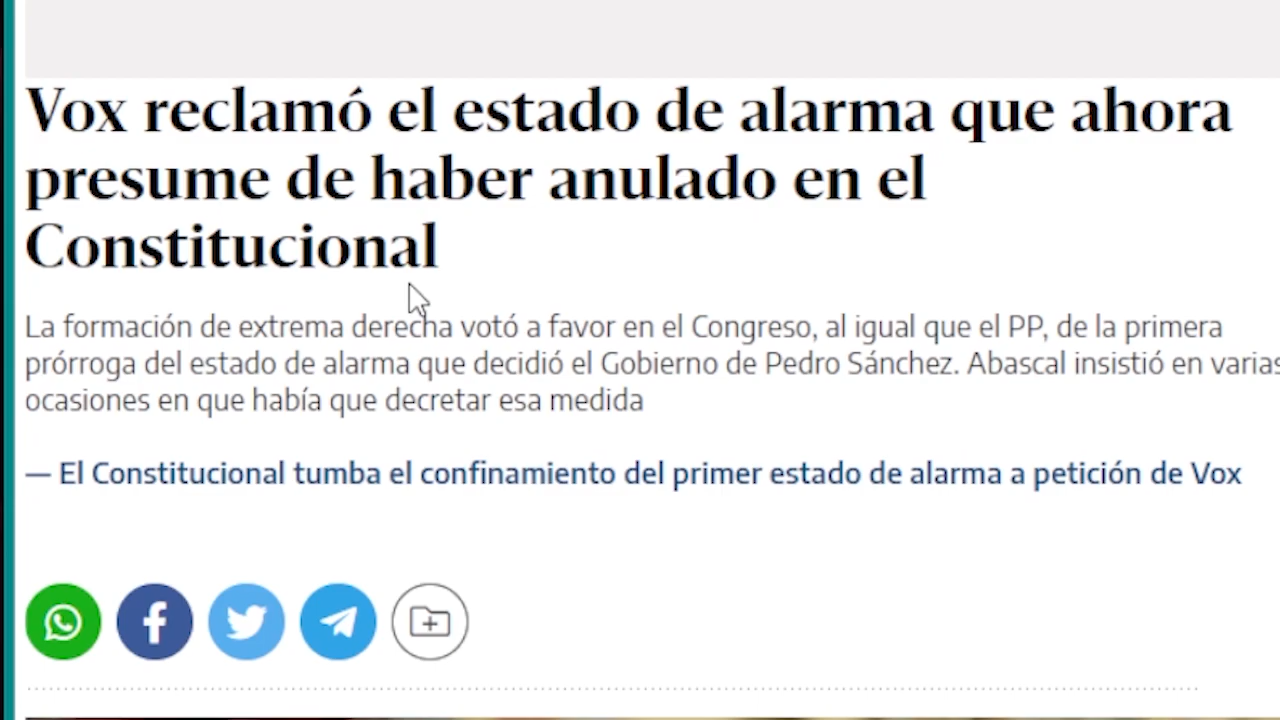 Vox reclamó el estado de alarma que ahora
presume de haber anulado en el
Constitucional
La formación de extrema derecha votó a favor en el Congreso, al igual que el PP, de la primera
prórroga del estado de alarma que decidió el Gobierno de Pedro Sánchez. Abascal insistió en varias
ocasiones en que había que decretar esa medida
— El Constitucional tumba el confinamiento del primer estado de alarma a petición de Vox